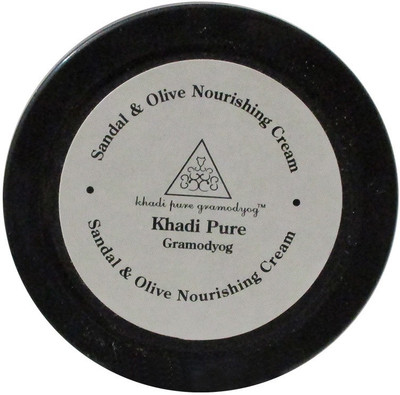 Sandal & Olive Nourishing Cream
khadi pure gramodyog™
Khadi Pure
Gramodyog
Sandal & Olive Nourishing Cream